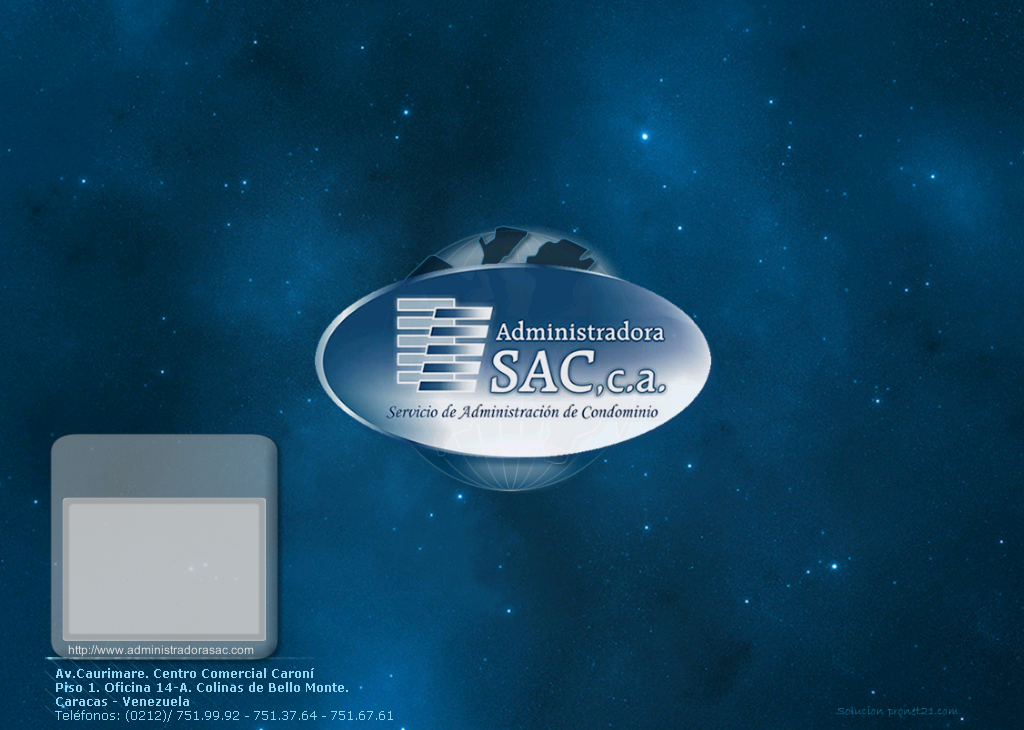 Administradora
SAC, c.a.
Servicio de Administración de Condominio
http://www.administradorasac.com
Av.Caurimare. Centro Comercial Caroní
Piso 1. Oficina 14-A. Colinas de Bello Monte.
Caracas - Venezuela
Teléfonos: (0212)/ 751.99.92 - 751.37.64 - 751.67.61
Solucion pronet21.com